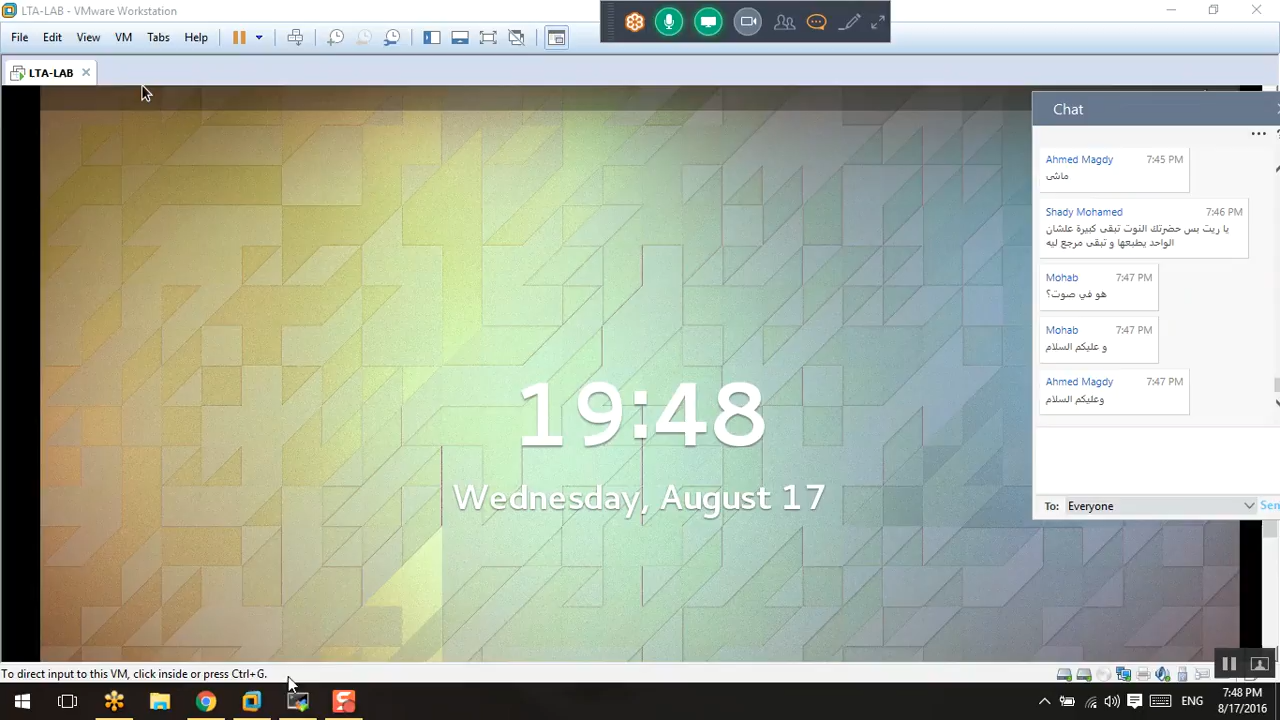 LTA-LAB - VMware Workstation
File Edit View VM Tabs Help
LTA-LAB
Chat
Ahmed Magdy 7:45 PM
ماشى
Shady Mohamed 7:46 PM
يا ريت بس حضرتك النوت تبقى كبيرة علشان
الواحد يطبعها و تبقى مرجع ليه
Mohab 7:47 PM
هو في صوت؟
Mohab 7:47 PM
و عليكم السلام
Ahmed Magdy 7:47 PM
وعليكم السلام
To: Everyone
19:48
Wednesday, August 17
To direct input to this VM, click inside or press Ctrl+G.
ENG
7:48 PM
8/17/2016